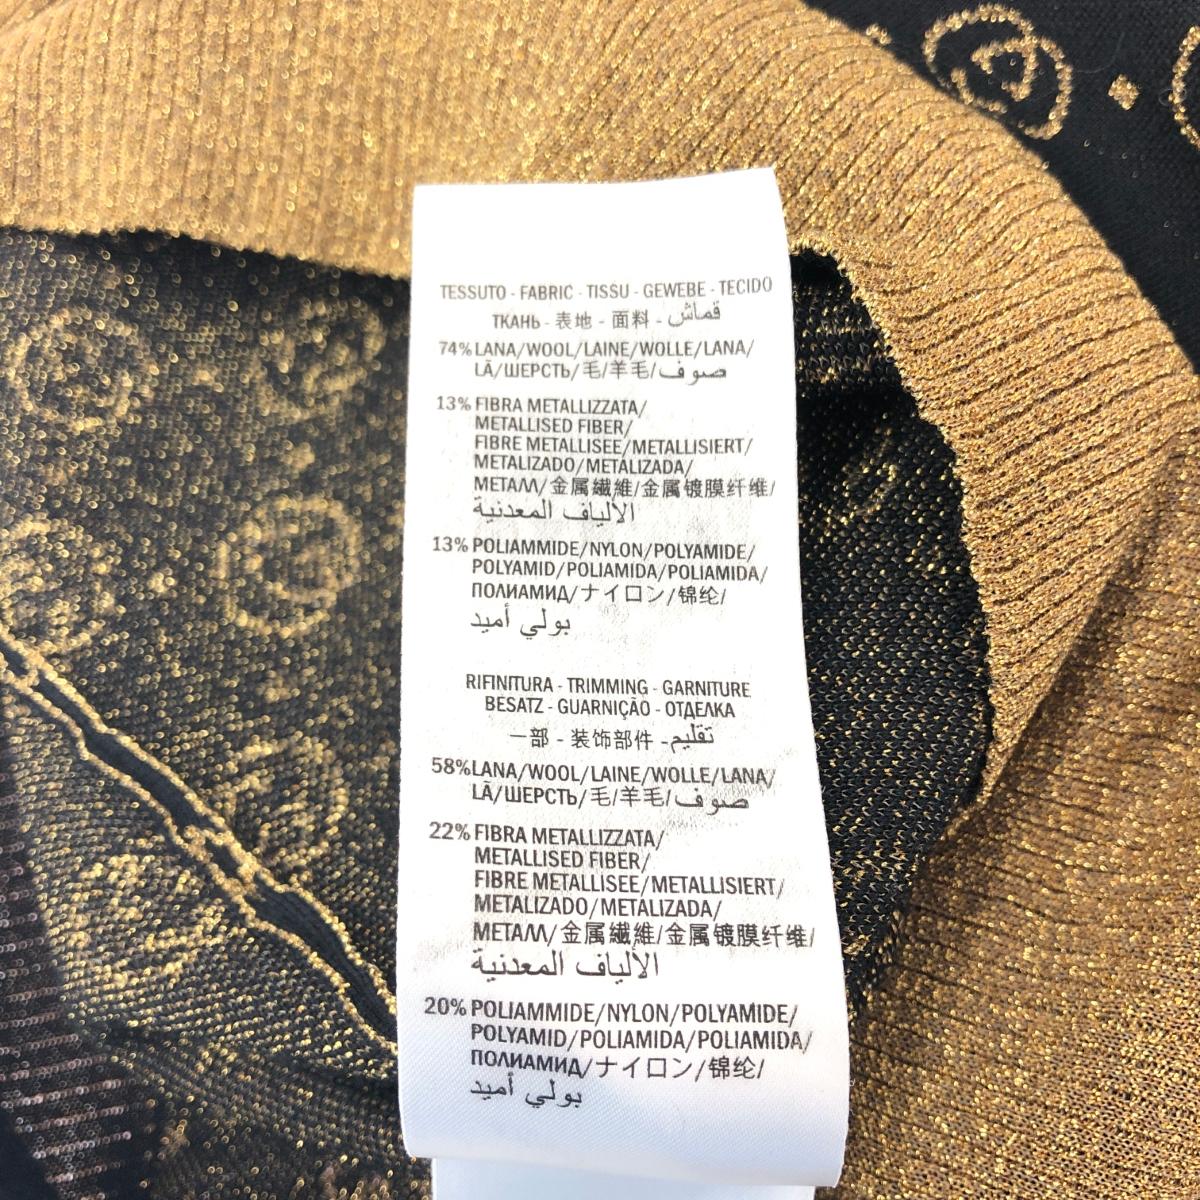 TESSUTO - FABRIC - TISSU - GEWEBE - TECIDO
ТКАНЬ - 表地 - 面料 - قماش
74% LANA/WOOL/LAINE/WOLLE/LANA/
LÃ/ШЕРСТЬ/毛/羊毛/صوف
13% FIBRA METALLIZZATA/
METALLISED FIBER/
FIBRE METALLISEE/METALLISIERT/
METALIZADO/METALIZADA/
МЕТАЛЛ/金属繊維/金属镀膜纤维/
الألياف المعدنية
13% POLIAMMIDE/NYLON/POLYAMIDE/
POLYAMID/POLIAMIDA/POLIAMIDA/
ПОЛИАМИД/ナイロン/锦纶/
بولي أميد
RIFINITURA - TRIMMING - GARNITURE
BESATZ - GUARNIÇÃO - ОТДЕЛКА
一部 - 装饰部件 - تقليم
58% LANA/WOOL/LAINE/WOLLE/LANA/
LÃ/ШЕРСТЬ/毛/羊毛/صوف
22% FIBRA METALLIZZATA/
METALLISED FIBER/
FIBRE METALLISEE/METALLISIERT/
METALIZADO/METALIZADA/
МЕТАЛЛ/金属繊維/金属镀膜纤维/
الألياف المعدنية
20% POLIAMMIDE/NYLON/POLYAMIDE/
POLYAMID/POLIAMIDA/POLIAMIDA/
ПОЛИАМИД/ナイロン/锦纶/
بولي أميد